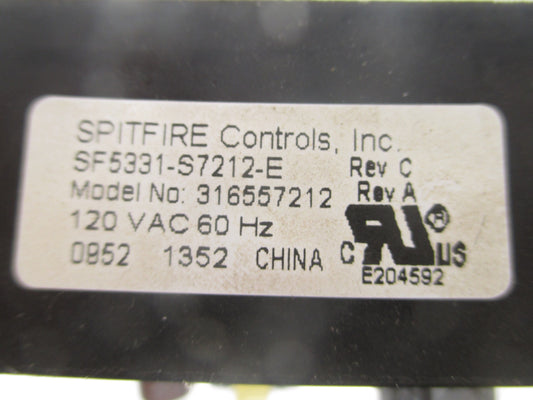 SPITFIRE Controls, Inc.
SF5331-S7212-E Rev C
Model No: 316557212 Rev A
120 VAC 60 Hz
0852 1352 CHINA C RU ® US
E204592